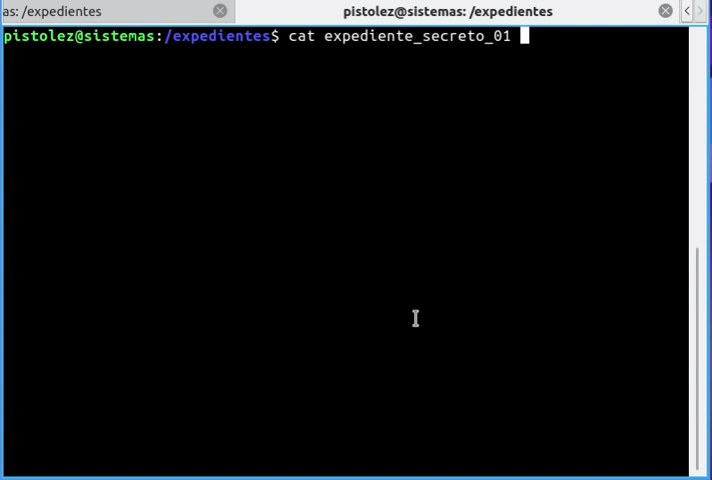 as: /expedientes
pistolez@sistemas: /expedientes
pistolez@sistemas:/expedientes$ cat expediente_secreto_01